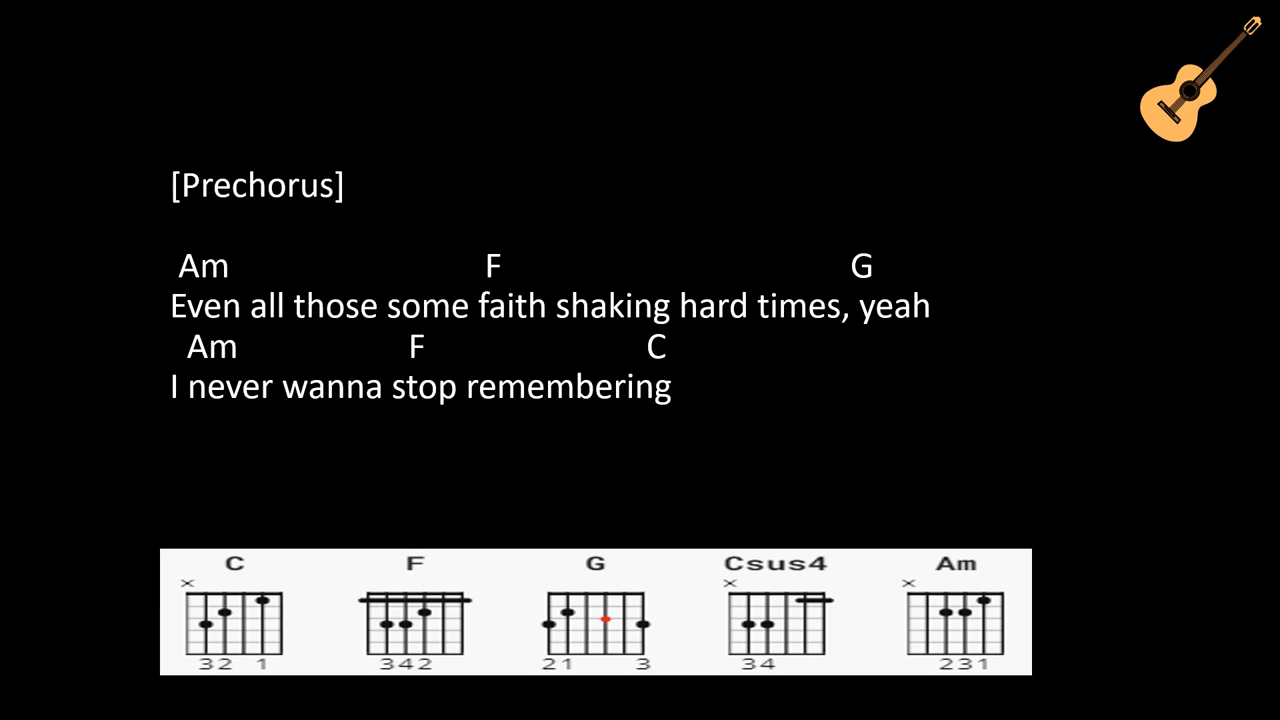 [Prechorus]
Am F G
Even all those some faith shaking hard times, yeah
Am F C
I never wanna stop remembering
C F G Csus4 Am
x x x
32 1 342 21 3 34 231